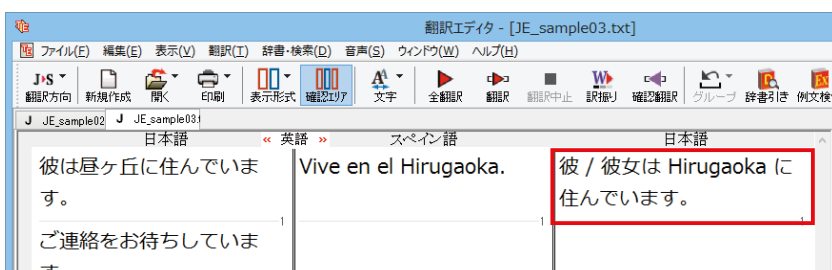 翻訳エディタ - [JE_sample03.txt]
ファイル(F) 編集(E) 表示(V) 翻訳(T) 辞書・検索(D) 音声(S) ウィンドウ(W) ヘルプ(H)
J▸S
翻訳方向 新規作成 開く 印刷 表示形式 確認エリア 文字 全翻訳 翻訳 翻訳中止 訳振り 確認翻訳 グループ 辞書引き 例文検
J JE_sample02 J JE_sample03.t
日本語 « 英語 » スペイン語 日本語
彼は昼ヶ丘に住んでいま Vive en el Hirugaoka. 彼 / 彼女は Hirugaoka に
す。 住んでいます。
1 1 1
ご連絡をお待ちしていま